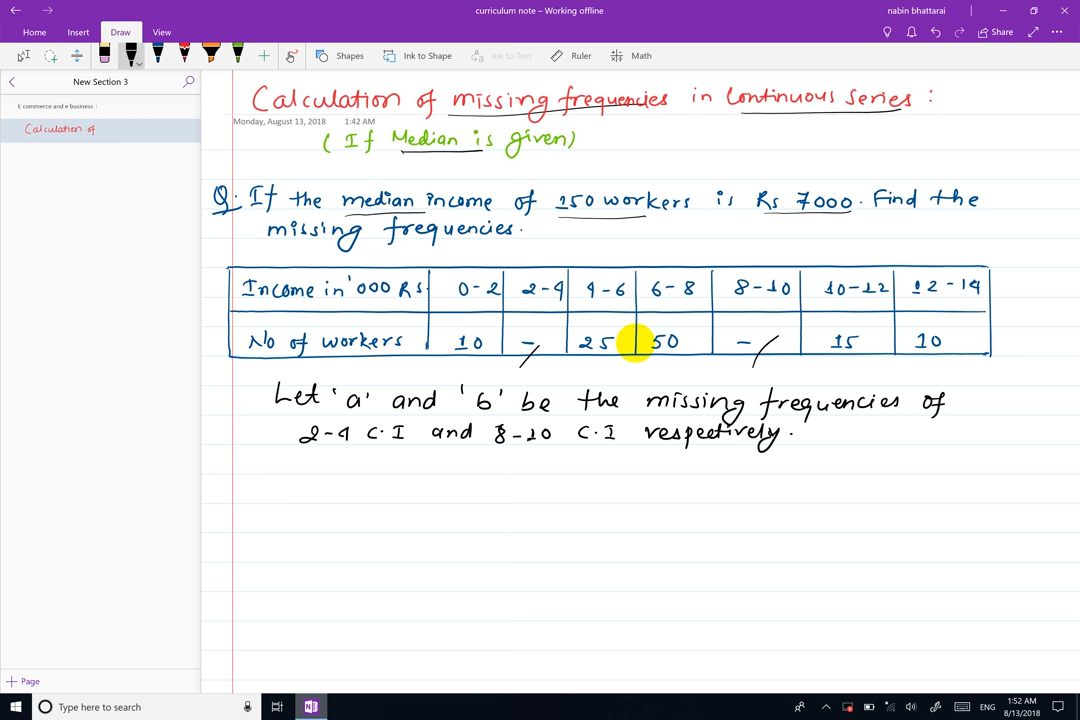 curriculum note – Working offline
nabin bhattarai
Home Insert Draw View
Share
Shapes Ink to Shape Ink to Text Ruler Math
New Section 3
E commerce and e business
Calculation of
Calculation of missing frequencies in Continuous Series :
Monday, August 13, 2018 1:42 AM
( If Median is given)
Q. If the median income of 150 workers is Rs 7000. Find the
missing frequencies.
Income in '000 Rs. 0-2 2-4 4-6 6-8 8-10 10-12 12-14
No of workers 10 - 25 50 - 15 10
Let 'a' and 'b' be the missing frequencies of
2-4 C.I and 8-10 C.I respectively.
+ Page
Type here to search
ENG
1:52 AM
8/13/2018